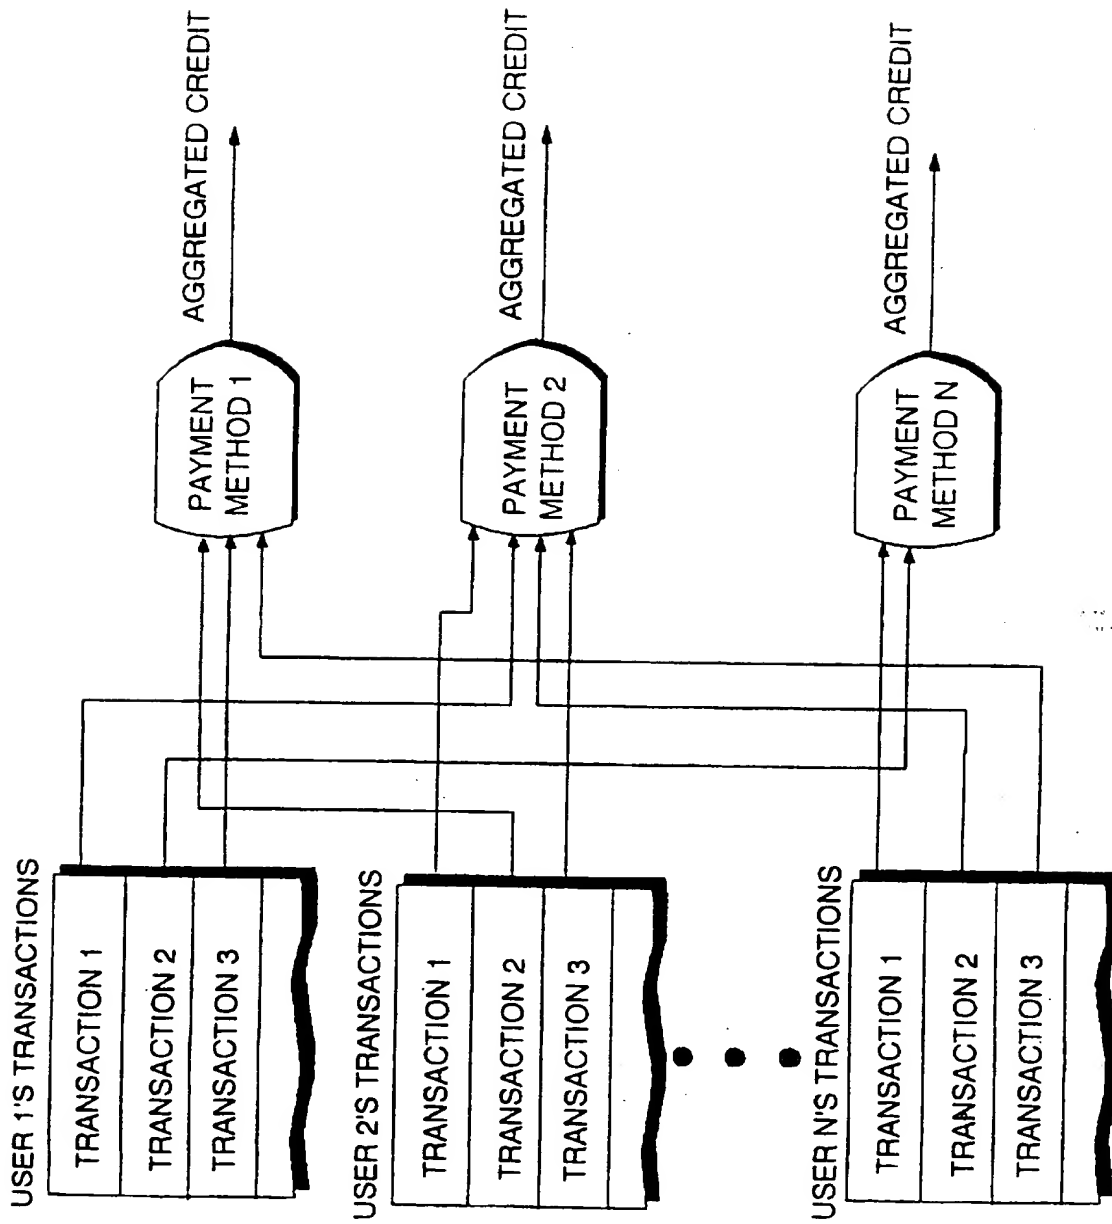 USER 1'S TRANSACTIONS
TRANSACTION 1
TRANSACTION 2
TRANSACTION 3
USER 2'S TRANSACTIONS
TRANSACTION 1
TRANSACTION 2
TRANSACTION 3
USER N'S TRANSACTIONS
TRANSACTION 1
TRANSACTION 2
TRANSACTION 3
PAYMENT
METHOD 1
PAYMENT
METHOD 2
PAYMENT
METHOD N
AGGREGATED CREDIT
AGGREGATED CREDIT
AGGREGATED CREDIT